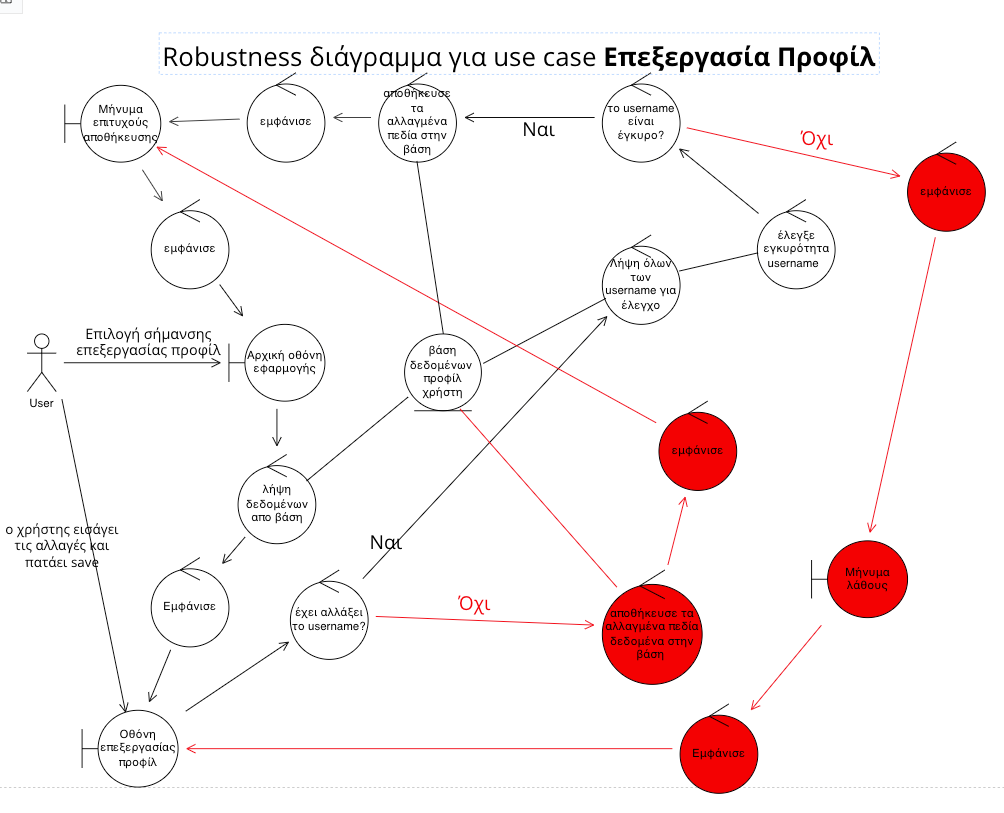 Robustness διάγραμμα για use case Επεξεργασία Προφίλ
Μήνυμα
επιτυχούς
αποθήκευσης
εμφάνισε
αποθήκευσε
τα
αλλαγμένα
πεδία στην
βάση
Ναι
το username
είναι
έγκυρο?
Όχι
εμφάνισε
εμφάνισε
Λήψη όλων
των
username για
έλεγχο
έλεγξε
εγκυρότητα
username
User
Επιλογή σήμανσης
επεξεργασίας προφίλ
Αρχική οθόνη
εφαρμογής
βάση
δεδομένων
προφίλ
χρήστη
εμφάνισε
λήψη
δεδομένων
απο βάση
ο χρήστης εισάγει
τις αλλαγές και
πατάει save
Ναι
Εμφάνισε
έχει αλλάξει
το username?
Όχι
αποθήκευσε τα
αλλαγμένα πεδία
δεδομένα στην
βάση
Μήνυμα
λάθους
Οθόνη
επεξεργασίας
προφίλ
Εμφάνισε